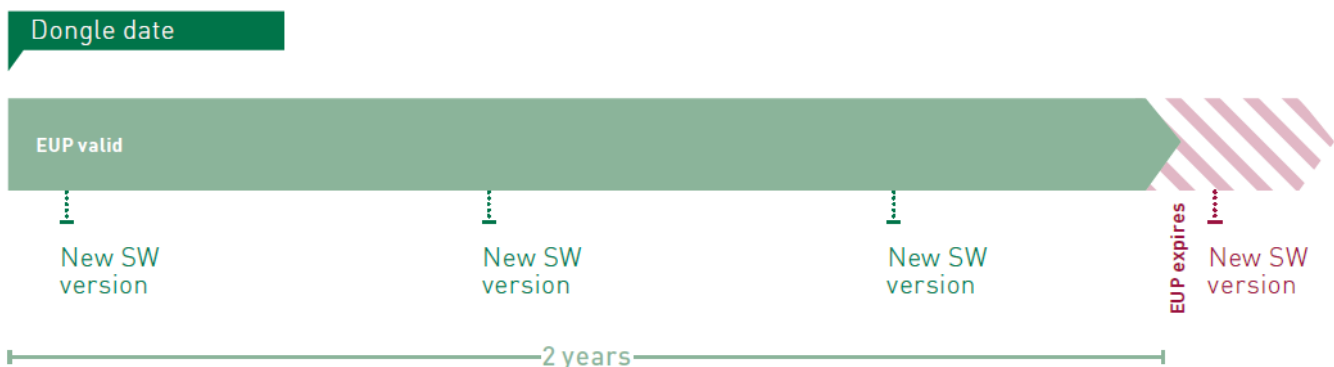 Dongle date
EUP valid
New SW
version
New SW
version
New SW
version
EUP expires
New SW
version
2 years